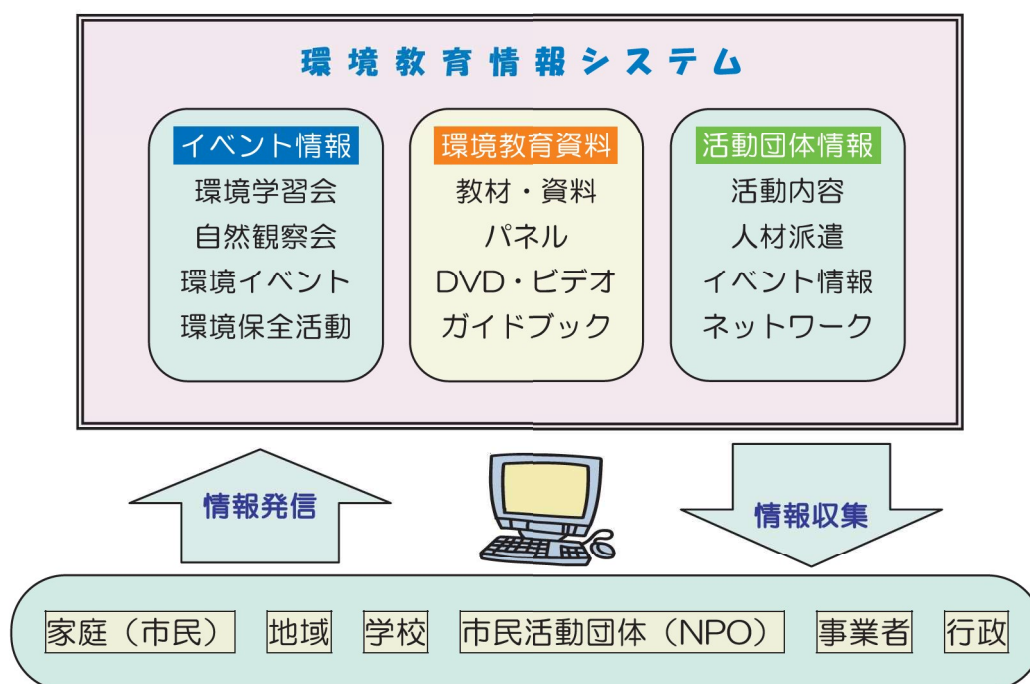 環境教育情報システム
イベント情報
環境学習会
自然観察会
環境イベント
環境保全活動
環境教育資料
教材・資料
パネル
DVD・ビデオ
ガイドブック
活動団体情報
活動内容
人材派遣
イベント情報
ネットワーク
情報発信
情報収集
家庭（市民） 地域 学校 市民活動団体（NPO） 事業者 行政